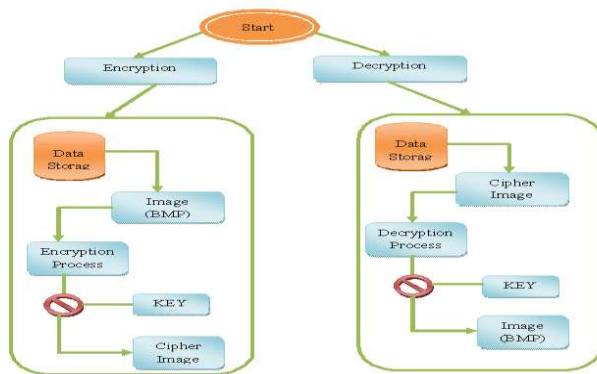 Start
Encryption
Decryption
Data
Storag
Image
(BMP)
Encryption
Process
KEY
Cipher
Image
Data
Storag
Cipher
Image
Decryption
Process
KEY
Image
(BMP)